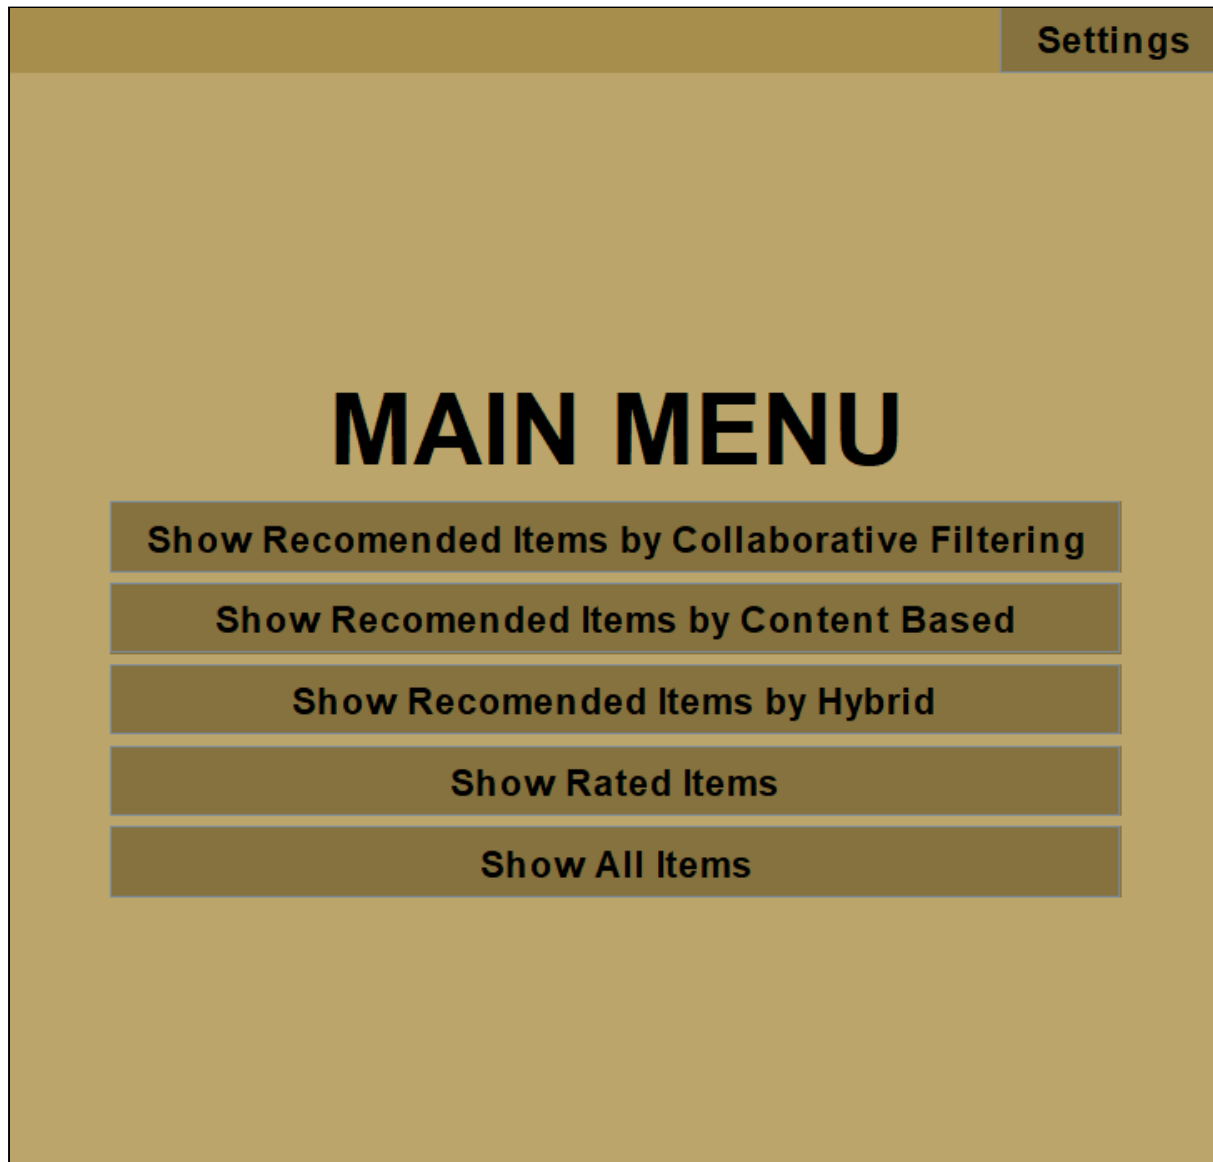 Settings
MAIN MENU
Show Recomended Items by Collaborative Filtering
Show Recomended Items by Content Based
Show Recomended Items by Hybrid
Show Rated Items
Show All Items